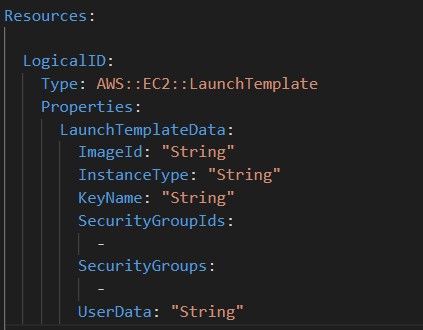 Resources:
LogicalID:
Type: AWS::EC2::LaunchTemplate
Properties:
LaunchTemplateData:
ImageId: "String"
InstanceType: "String"
KeyName: "String"
SecurityGroupIds:
-
SecurityGroups:
-
UserData: "String"